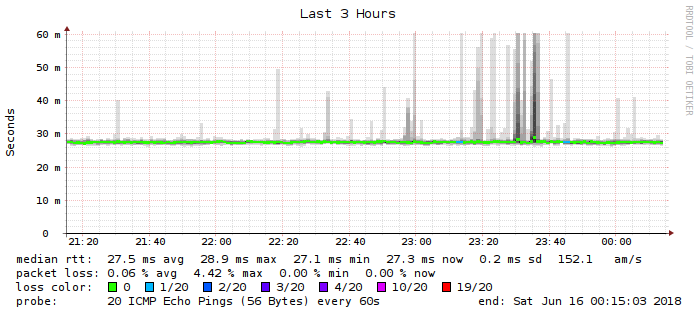 Last 3 Hours
RRDTOOL / TOBI OETIKER
Seconds
60 m
50 m
40 m
30 m
20 m
10 m
0
21:20 21:40 22:00 22:20 22:40 23:00 23:20 23:40 00:00
median rtt: 27.5 ms avg 28.9 ms max 27.1 ms min 27.3 ms now 0.2 ms sd 152.1 am/s
packet loss: 0.06 % avg 4.42 % max 0.00 % min 0.00 % now
loss color: 0 1/20 2/20 3/20 4/20 10/20 19/20
probe: 20 ICMP Echo Pings (56 Bytes) every 60s end: Sat Jun 16 00:15:03 2018